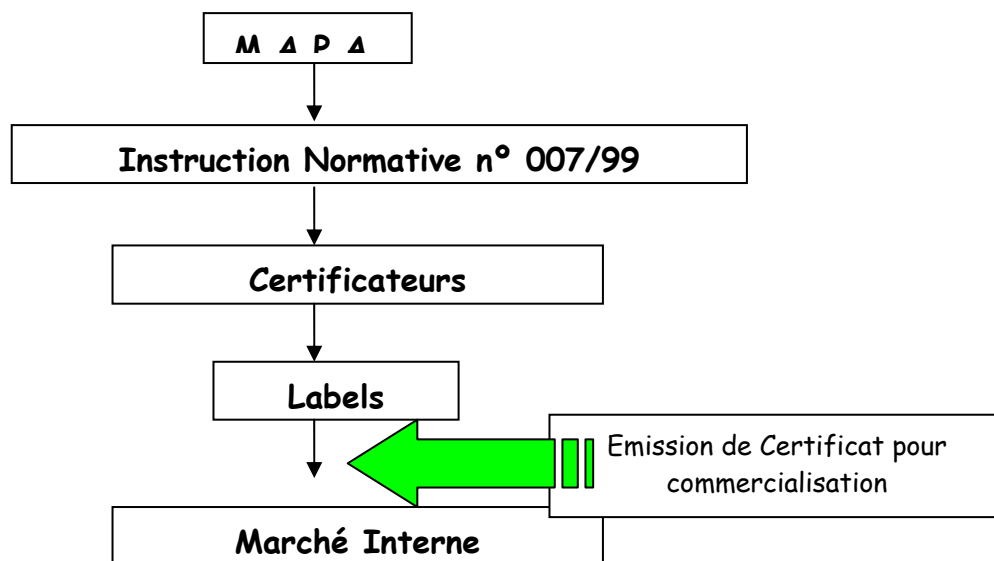 M A P A
Instruction Normative nº 007/99
Certificateurs
Labels
Emission de Certificat pour
commercialisation
Marché Interne